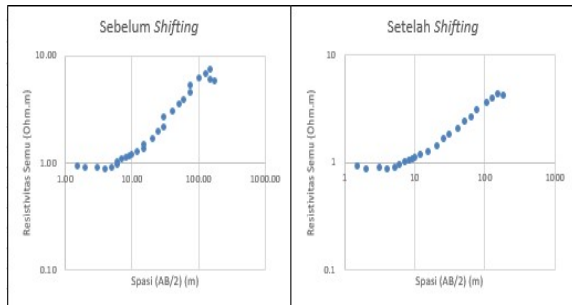 Sebelum Shifting
10.00
1.00
0.10
1.00
10.00
100.00
1000.00
Resistivitas Semu (Ohm.m)
Spasi (AB/2) (m)
Setelah Shifting
10
1
0.1
1
10
100
1000
Resistivitas Semu (Ohm.m)
Spasi (AB/2) (m)